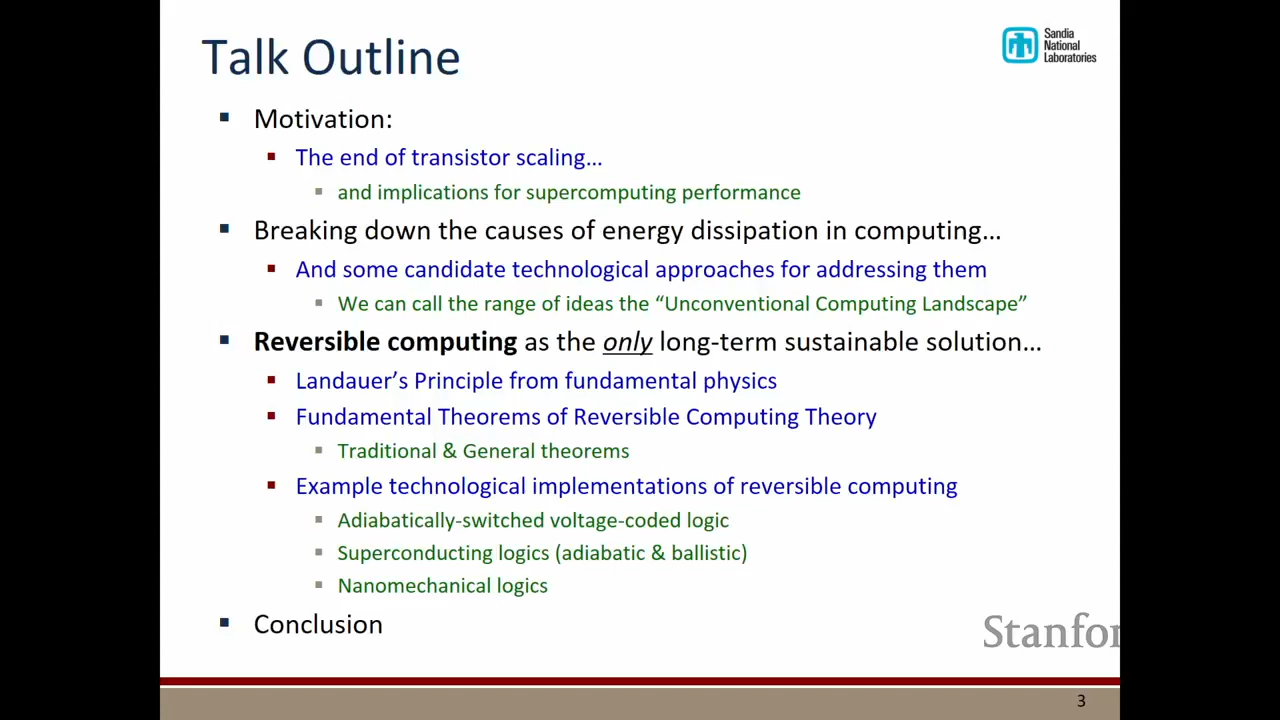 Talk Outline
Sandia
National
Laboratories
Motivation:
The end of transistor scaling…
and implications for supercomputing performance
Breaking down the causes of energy dissipation in computing…
And some candidate technological approaches for addressing them
We can call the range of ideas the “Unconventional Computing Landscape”
Reversible computing as the only long-term sustainable solution…
Landauer’s Principle from fundamental physics
Fundamental Theorems of Reversible Computing Theory
Traditional & General theorems
Example technological implementations of reversible computing
Adiabatically-switched voltage-coded logic
Superconducting logics (adiabatic & ballistic)
Nanomechanical logics
Conclusion
Stanfor
3